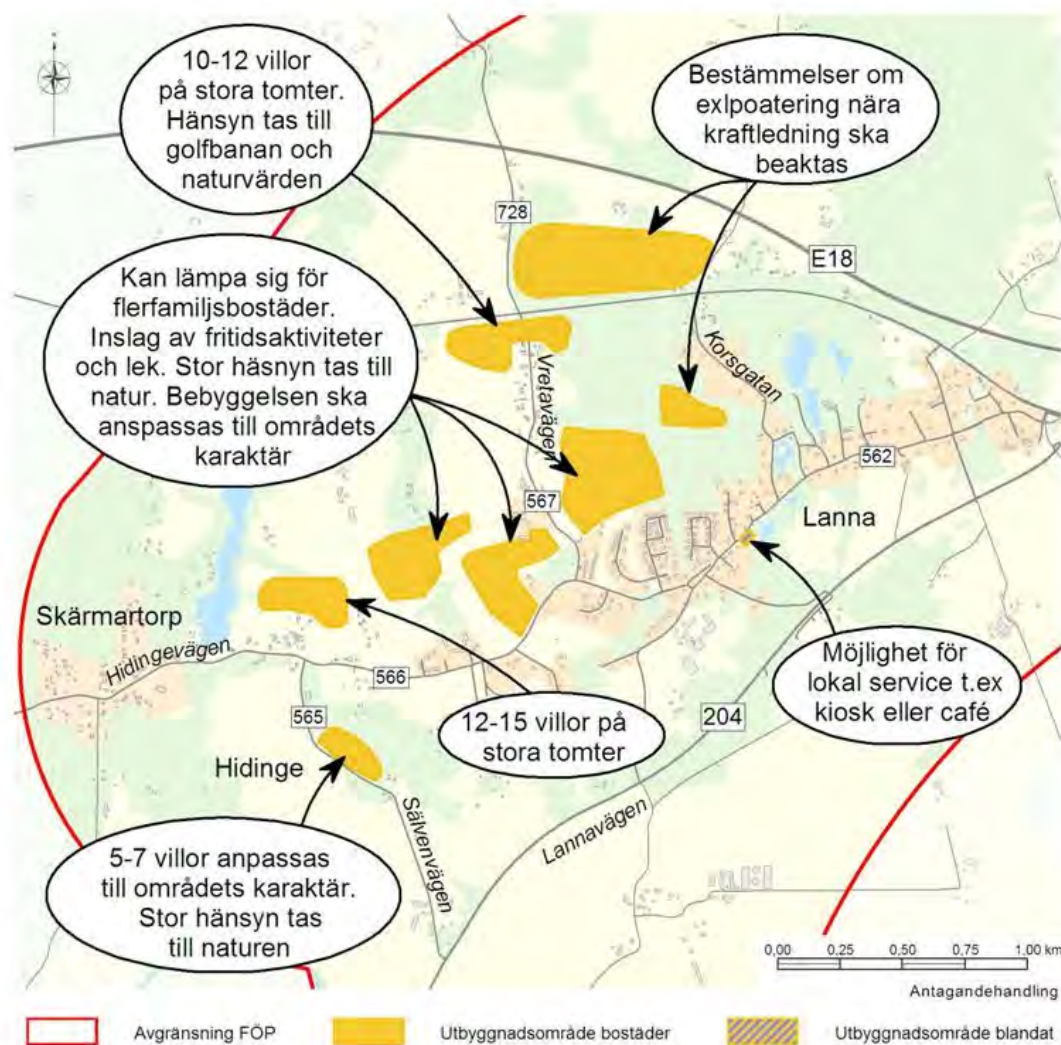 10-12 villor
på stora tomter.
Hänsyn tas till
golfbanan och
naturvärden
Bestämmelser om
exlpoatering nära
kraftledning ska
beaktas
728
E18
Kan lämpa sig för
flerfamiljsbostäder.
Inslag av fritidsaktiviteter
och lek. Stor häsnyn tas till
natur. Bebyggelsen ska
anspassas till områdets
karaktär
Vretavägen
Korsgatan
562
567
Lanna
Skärmartorp
Hidingevägen
566
565
204
Möjlighet för
lokal service t.ex
kiosk eller café
12-15 villor på
stora tomter
Hidinge
Sälvenvägen
Lannavägen
5-7 villor anpassas
till områdets karaktär.
Stor hänsyn tas
till naturen
0,00 0,25 0,50 0,75 1,00 km
Antagandehandling
Avgränsning FÖP
Utbyggnadsområde bostäder
Utbyggnadsområde blandat